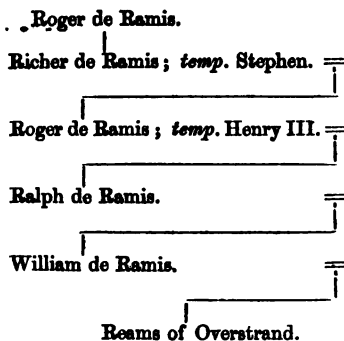 Roger de Ramis.
Richer de Ramis; temp. Stephen. =
Roger de Ramis; temp. Henry III. =
Ralph de Ramis. =
William de Ramis. =
Reams of Overstrand.